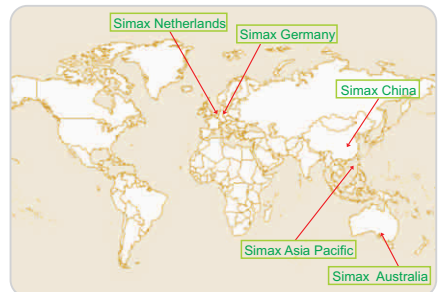 Simax Netherlands
Simax Germany
Simax China
Simax Asia Pacific
Simax Australia